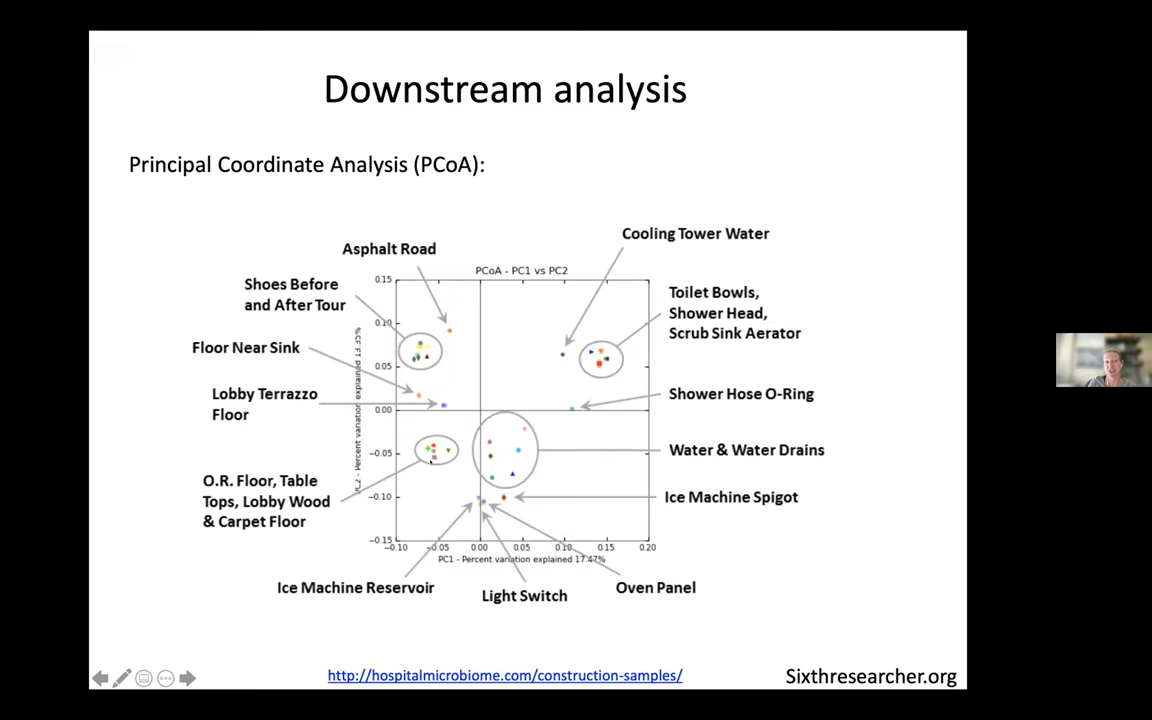 Downstream analysis
Principal Coordinate Analysis (PCoA):
Cooling Tower Water
Asphalt Road
PCoA - PC1 vs PC2
Shoes Before
and After Tour
Toilet Bowls,
Shower Head,
Scrub Sink Aerator
Floor Near Sink
Lobby Terrazzo
Floor
Shower Hose O-Ring
Water & Water Drains
O.R. Floor, Table
Tops, Lobby Wood
& Carpet Floor
Ice Machine Spigot
0.15
0.10
0.05
0.00
−0.05
−0.10
−0.15
PC2 - Percent variation explained
−0.10
−0.05
0.00
0.05
0.10
0.15
0.20
PC1 - Percent variation explained 17.47%
Ice Machine Reservoir
Light Switch
Oven Panel
http://hospitalmicrobiome.com/construction-samples/
Sixthresearcher.org